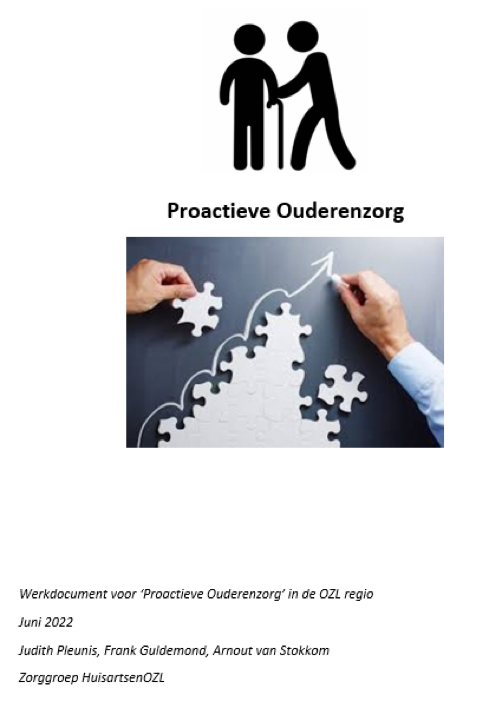 Proactieve Ouderenzorg
Werkdocument voor ‘Proactieve Ouderenzorg’ in de OZL regio
Juni 2022
Judith Pleunis, Frank Guldemond, Arnout van Stokkom
Zorggroep HuisartsenOZL